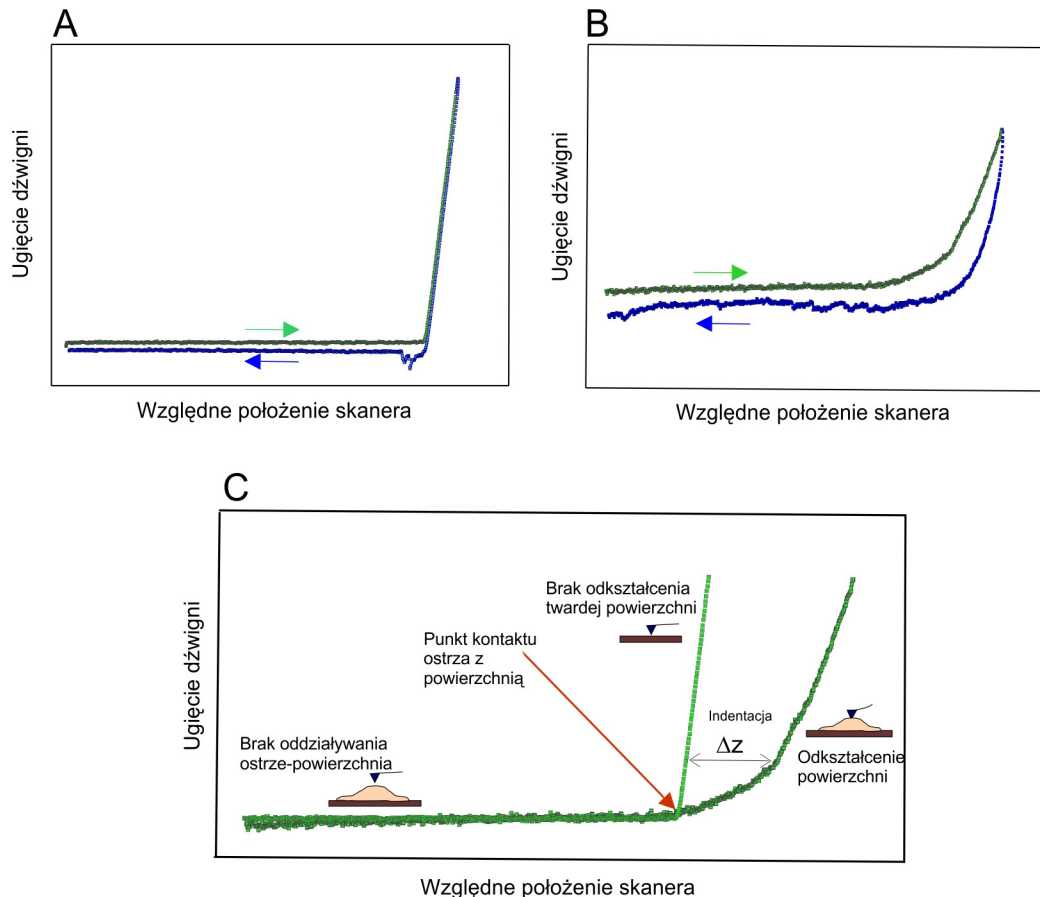 A
Ugięcie dźwigni
Względne położenie skanera
B
Ugięcie dźwigni
Względne położenie skanera
C
Ugięcie dźwigni
Brak odkształcenia
twardej powierzchni
Punkt kontaktu
ostrza z
powierzchnią
Indentacja
Δz
Brak oddziaływania
ostrze-powierzchnia
Odkształcenie
powierzchni
Względne położenie skanera